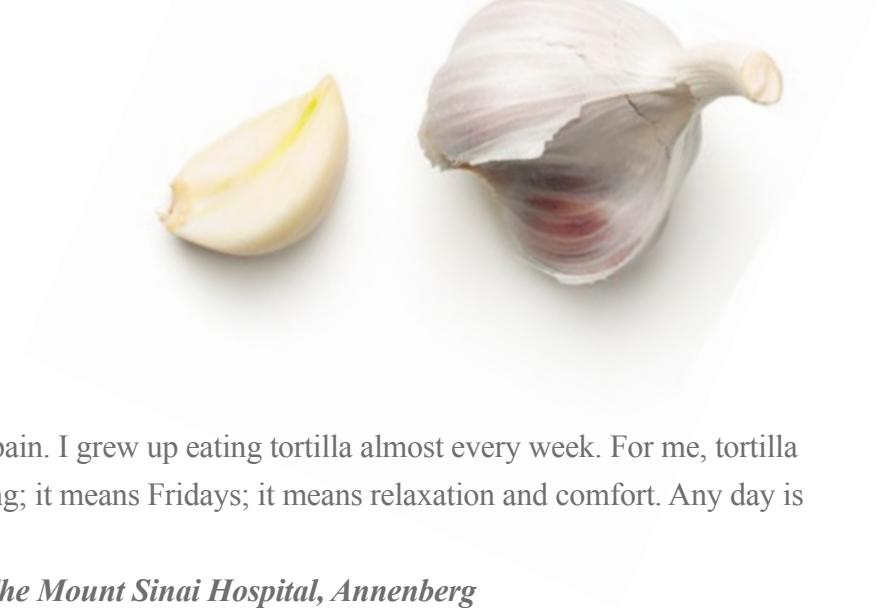 pain. I grew up eating tortilla almost every week. For me, tortilla
ng; it means Fridays; it means relaxation and comfort. Any day is
The Mount Sinai Hospital, Annenberg